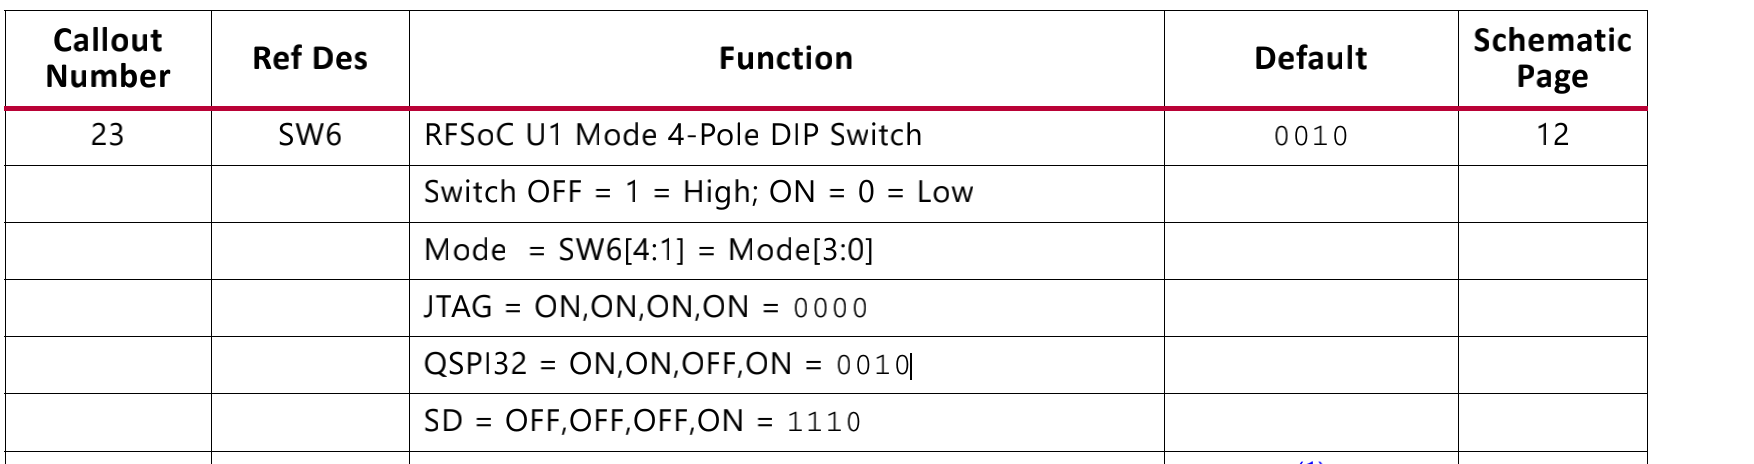 Callout Number Ref Des Function Default Schematic Page
23 SW6 RFSoC U1 Mode 4-Pole DIP Switch 0010 12
Switch OFF = 1 = High; ON = 0 = Low
Mode = SW6[4:1] = Mode[3:0]
JTAG = ON,ON,ON,ON = 0000
QSPI32 = ON,ON,OFF,ON = 0010
SD = OFF,OFF,OFF,ON = 1110